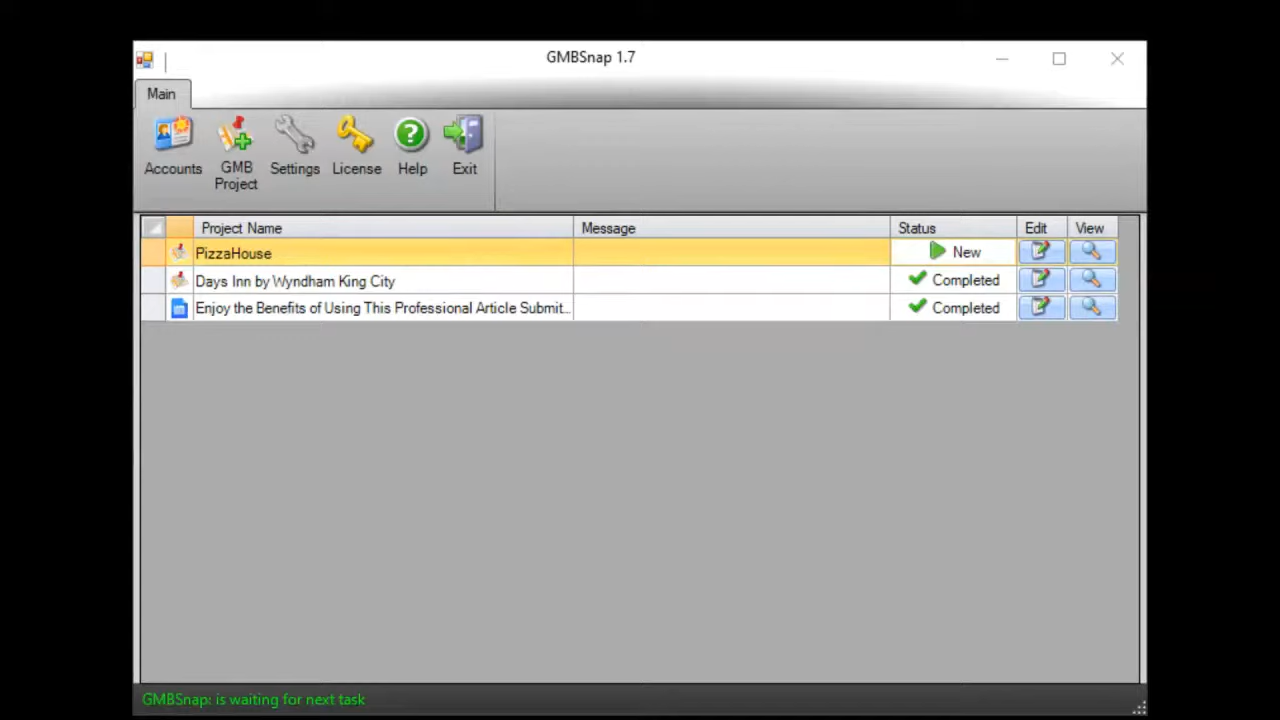 GMBSnap 1.7
Main
Accounts
GMB
Project
Settings
License
Help
Exit
Project Name
Message
Status
Edit
View
PizzaHouse
New
Days Inn by Wyndham King City
Completed
Enjoy the Benefits of Using This Professional Article Submit...
Completed
GMBSnap: is waiting for next task